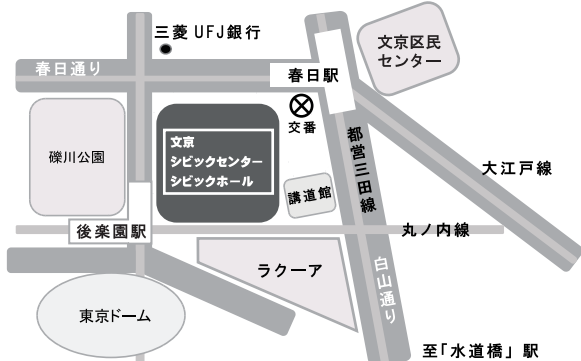 三菱UFJ銀行
文京区民
センター
春日通り
春日駅
交番
文京
シビックセンター
シビックホール
礫川公園
都営三田線
大江戸線
講道館
後楽園駅
丸ノ内線
ラクーア
白山通り
東京ドーム
至「水道橋」駅